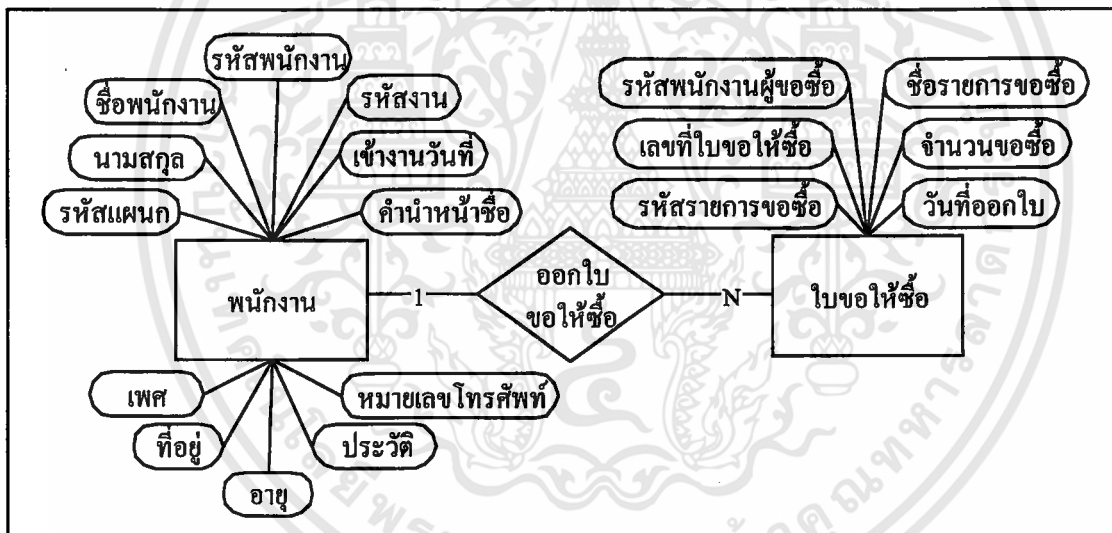 รหัสพนักงาน
ชื่อพนักงาน
รหัสงาน
นามสกุล
เข้างานวันที่
รหัสแผนก
คำนำหน้าชื่อ
พนักงาน
เพศ
หมายเลขโทรศัพท์
ที่อยู่
ประวัติ
อายุ
1
ออกใบ
ขอให้ซื้อ
N
รหัสพนักงานผู้ขอซื้อ
ชื่อรายการขอซื้อ
เลขที่ใบขอให้ซื้อ
จำนวนขอซื้อ
รหัสรายการขอซื้อ
วันที่ออกใบ
ใบขอให้ซื้อ